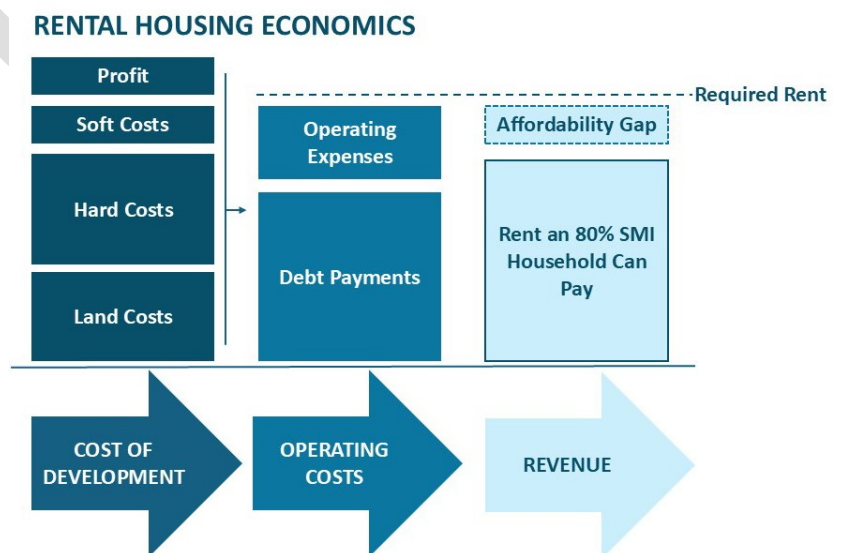 RENTAL HOUSING ECONOMICS
Profit
Soft Costs
Hard Costs
Land Costs
Operating
Expenses
Debt Payments
Required Rent
Affordability Gap
Rent an 80% SMI
Household Can
Pay
COST OF
DEVELOPMENT
OPERATING
COSTS
REVENUE